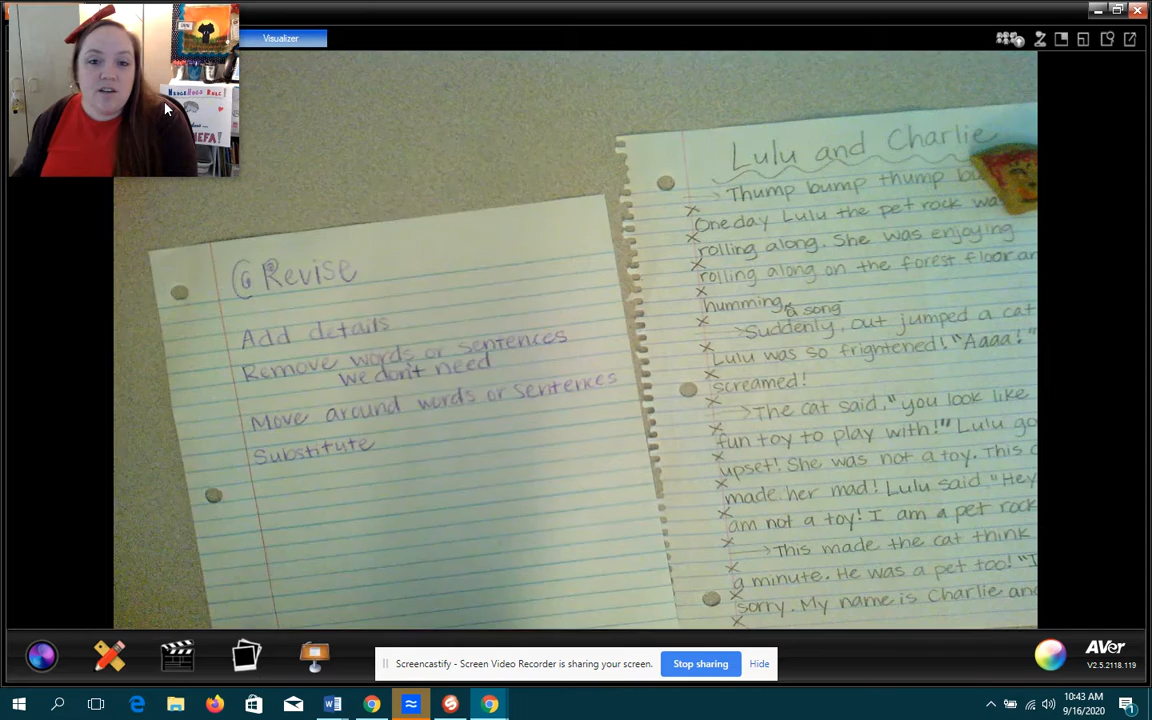 Visualizer
HEDGEHOGS RULE!
Revise
Add details
Remove words or sentences
we don't need
Move around words or sentences
Substitute
Lulu and Charlie
Thump bump thump
One day Lulu the pet rock
rolling along. She was enjoying
rolling along on the forest floor
humming a song
Suddenly, out jumped a cat
Lulu was so frightened! "Aaaa!"
screamed!
The cat said, "you look like
fun toy to play with!" Lulu
upset! She was not a toy. This
made her mad! Lulu said, "Hey
am not a toy! I am a pet rock
This made the cat think
a minute. He was a pet too! "I
sorry. My name is Charlie and
Screencastify - Screen Video Recorder is sharing your screen.
Stop sharing
Hide
AVer
V2.5.2118.119
10:43 AM
9/16/2020